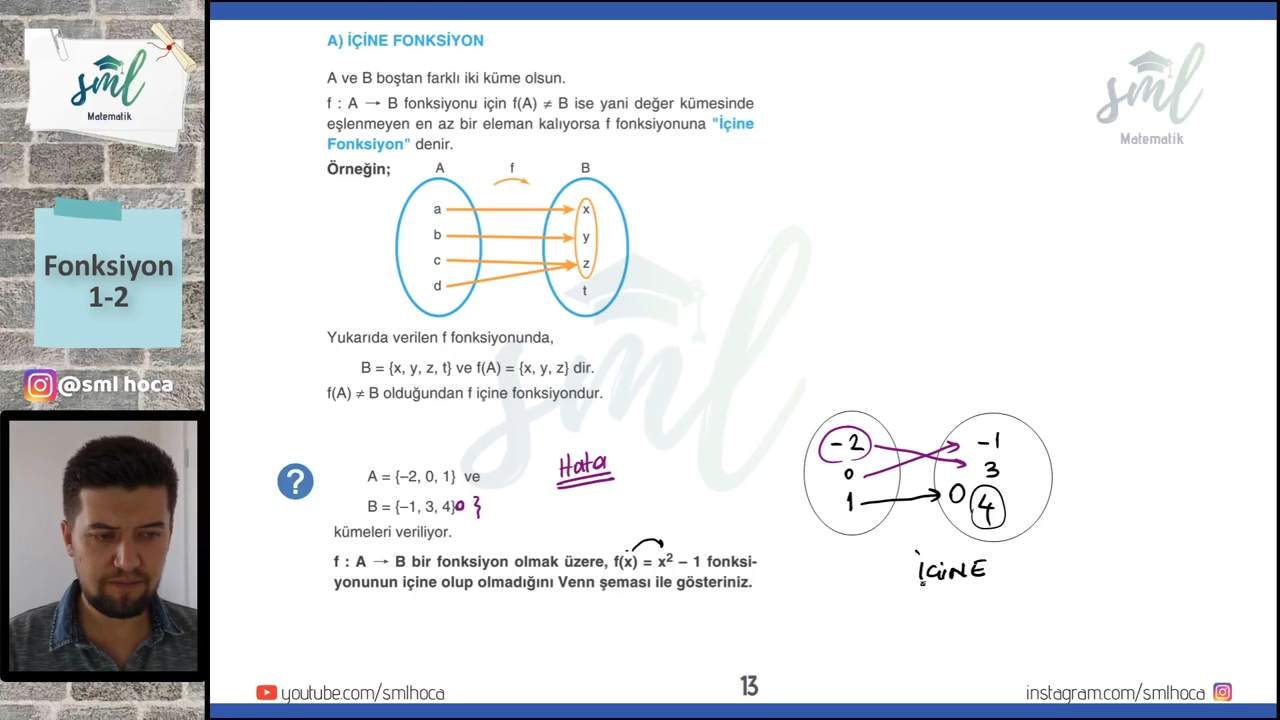 sml
Matematik
Fonksiyon
1-2
@sml hoca
A) İÇİNE FONKSİYON
A ve B boştan farklı iki küme olsun.
f : A → B fonksiyonu için f(A) ≠ B ise yani değer kümesinde
eşlenmeyen en az bir eleman kalıyorsa f fonksiyonuna "İçine
Fonksiyon" denir.
Örneğin;
A f B
a x
b y
c z
d t
Yukarıda verilen f fonksiyonunda,
B = {x, y, z, t} ve f(A) = {x, y, z} dir.
f(A) ≠ B olduğundan f içine fonksiyondur.
?
Hata
A = {–2, 0, 1} ve
B = {–1, 3, 4}0 }
kümeleri veriliyor.
f : A → B bir fonksiyon olmak üzere, f(x) = x² – 1 fonksi-
yonunun içine olup olmadığını Venn şeması ile gösteriniz.
-2 -1
0 3
1 0 4
İÇİNE
sml
Matematik
sml
youtube.com/smlhoca
13
instagram.com/smlhoca